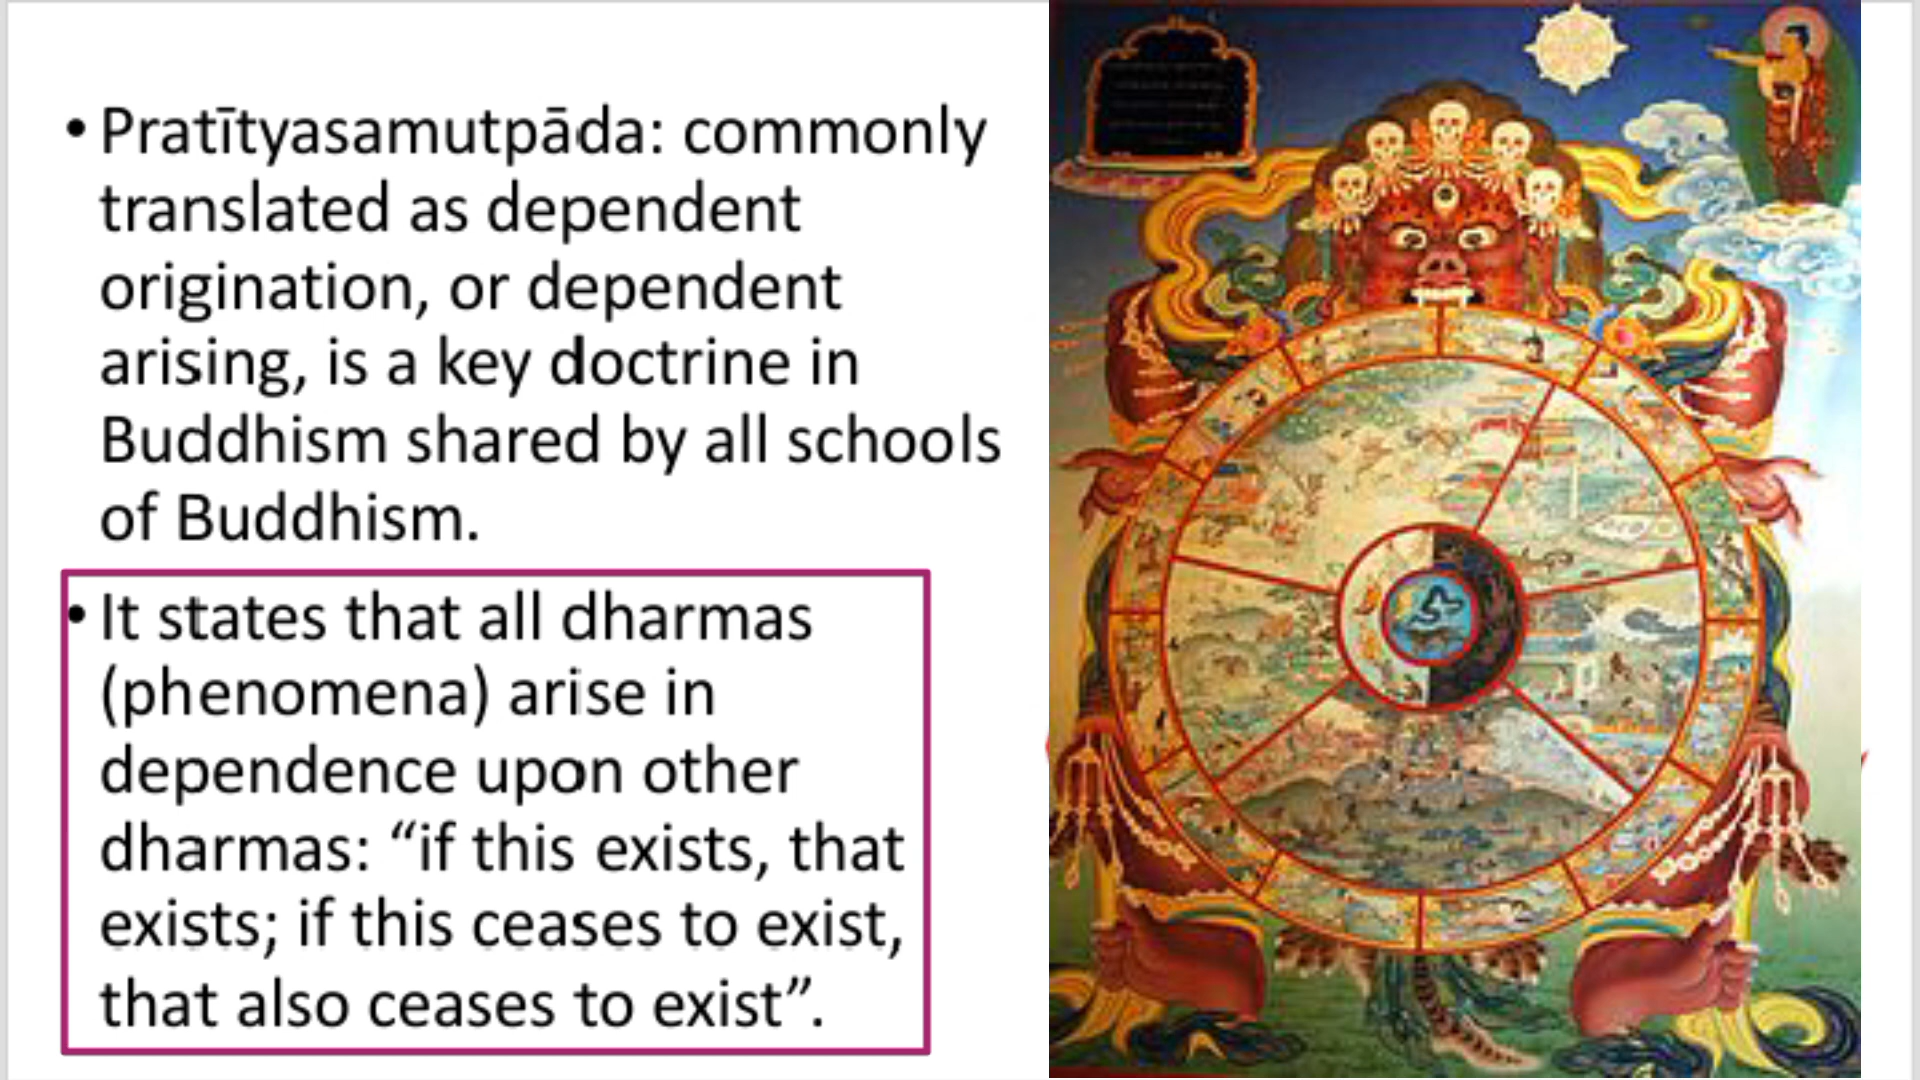 • Pratītyasamutpāda: commonly
translated as dependent
origination, or dependent
arising, is a key doctrine in
Buddhism shared by all schools
of Buddhism.
• It states that all dharmas
(phenomena) arise in
dependence upon other
dharmas: “if this exists, that
exists; if this ceases to exist,
that also ceases to exist”.